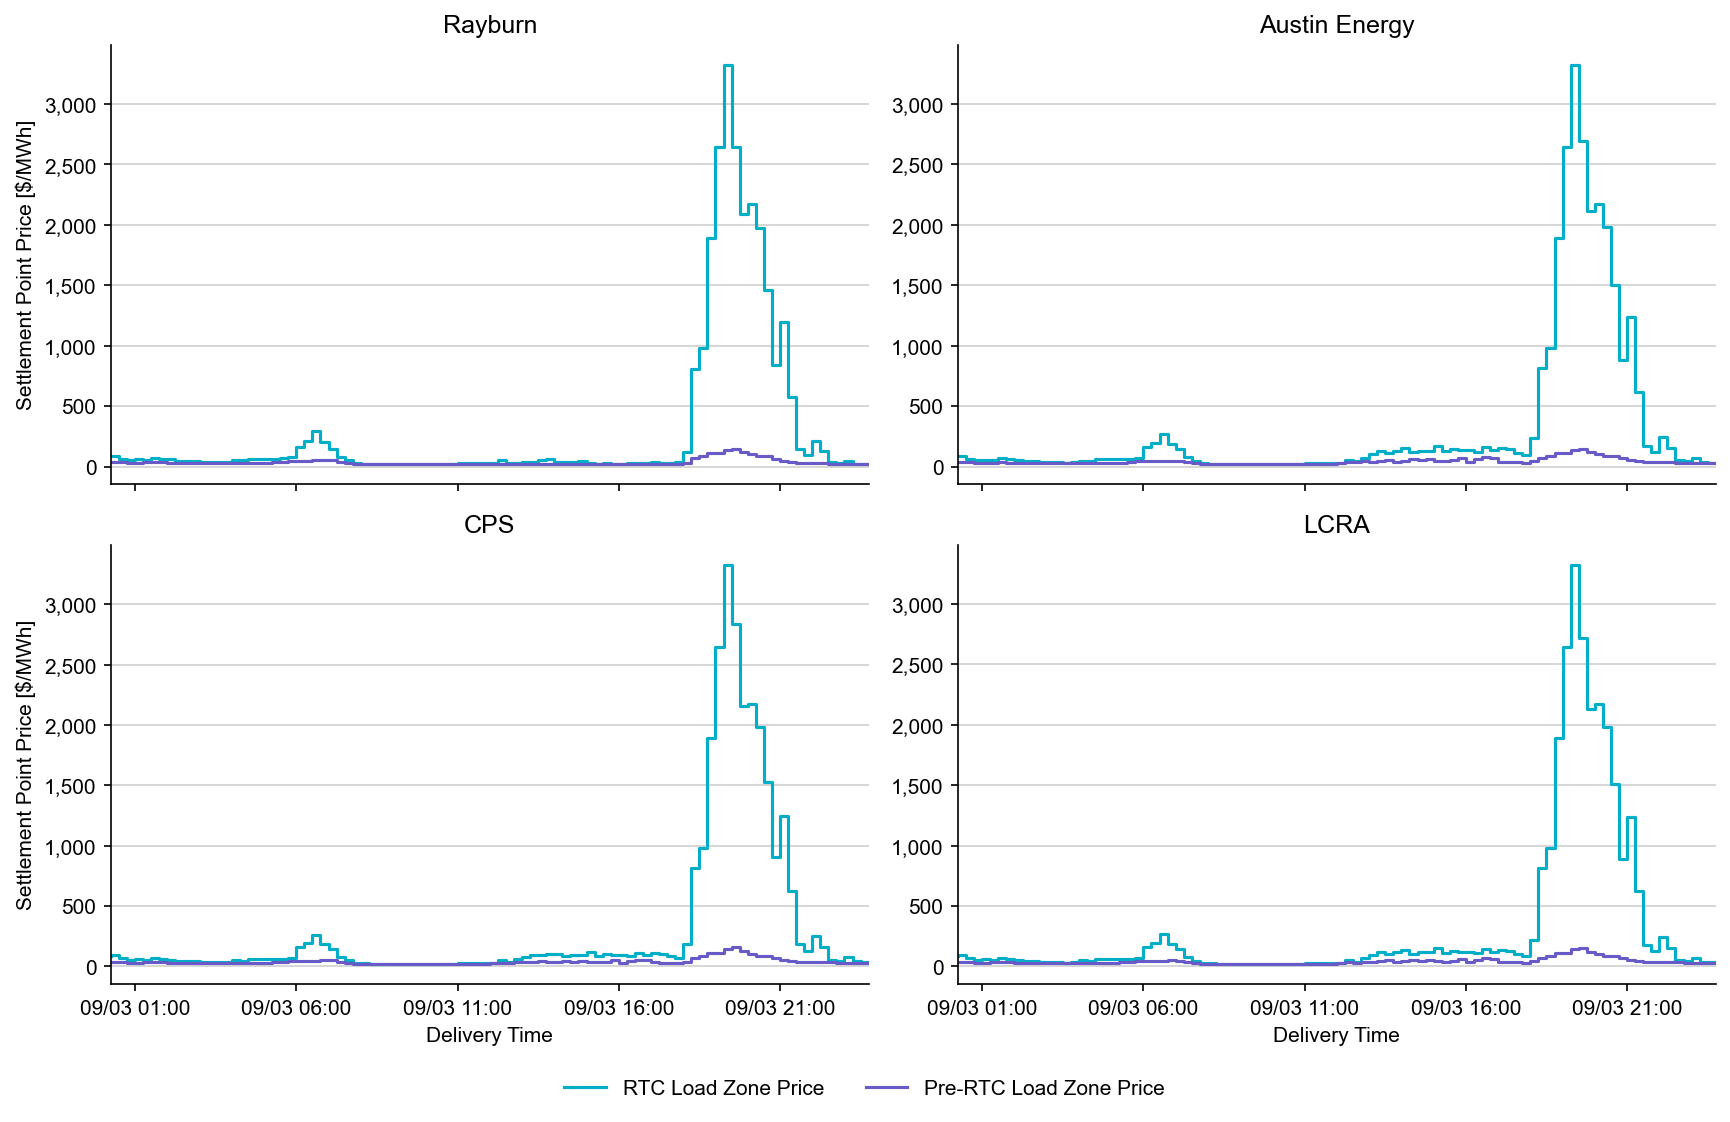 Rayburn
Austin Energy
Settlement Point Price [$/MWh]
3,000
2,500
2,000
1,500
1,000
500
0
3,000
2,500
2,000
1,500
1,000
500
0
CPS
LCRA
Settlement Point Price [$/MWh]
3,000
2,500
2,000
1,500
1,000
500
0
3,000
2,500
2,000
1,500
1,000
500
0
09/03 01:00 09/03 06:00 09/03 11:00 09/03 16:00 09/03 21:00
09/03 01:00 09/03 06:00 09/03 11:00 09/03 16:00 09/03 21:00
Delivery Time
Delivery Time
RTC Load Zone Price
Pre-RTC Load Zone Price